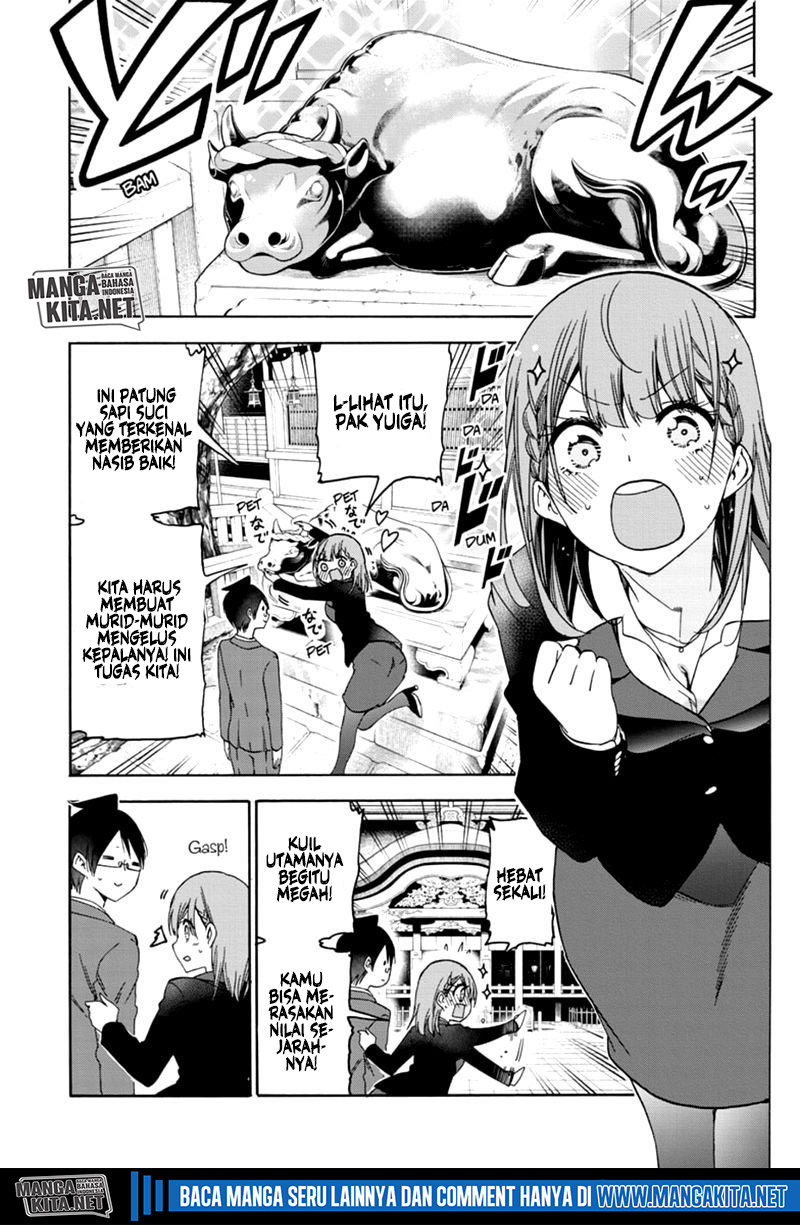 ド
ン
BAM
MANGA
KITA.NET
BACA MANGA
BAHASA
INDONESIA
L-LIHAT ITU,
PAK YUIGA!
INI PATUNG
SAPI SUCI
YANG TERKENAL
MEMBERIKAN
NASIB BAIK!
KITA HARUS
MEMBUAT
MURID-MURID
MENGELUS
KEPALANYA! INI
TUGAS KITA!
DA
DA
DA
DUM
PET
なで
PET
なで
なで
PET
HEBAT
SEKALI!
KUIL
UTAMANYA
BEGITU
MEGAH!
KAMU
BISA ME-
RASAKAN
NILAI SE-
JARAH-
NYA!
Gasp!
MANGA
KITA.NET
BACA MANGA
BAHASA
INDONESIA
BACA MANGA SERU LAINNYA DAN COMMENT HANYA DI WWW.MANGAKITA.NET